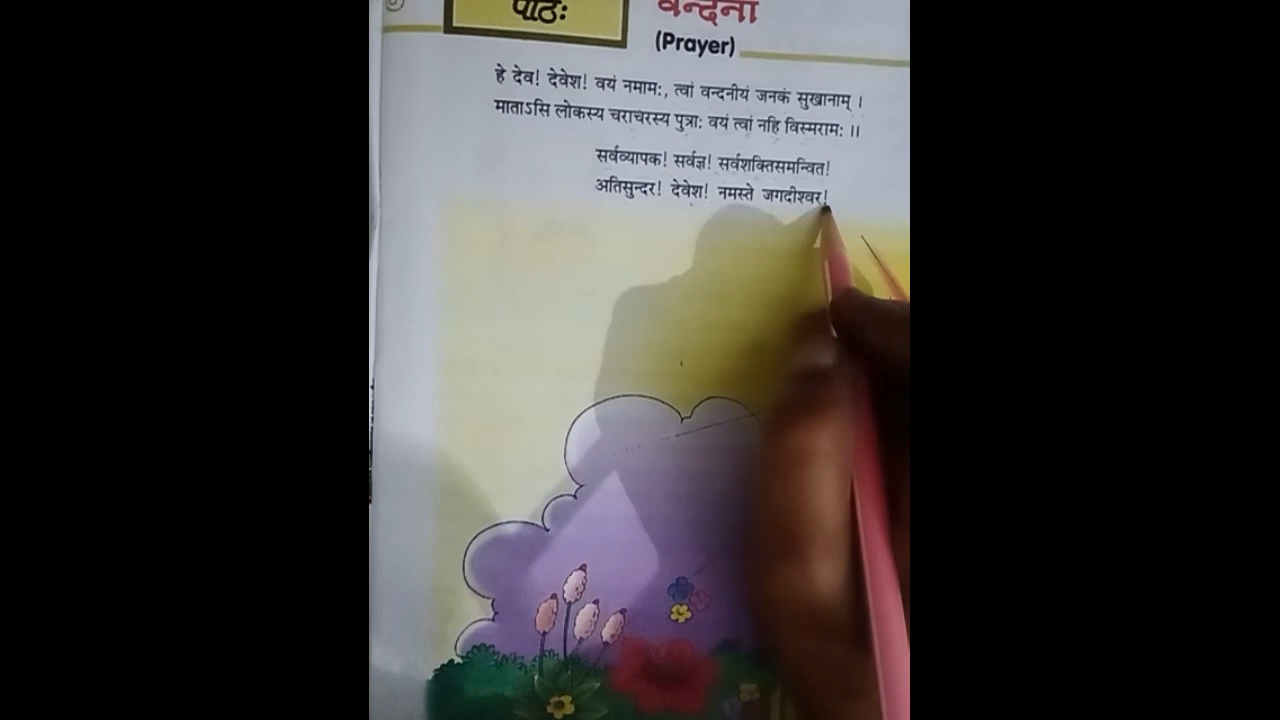 पाठः
वन्दना
(Prayer)
हे देव! देवेश! वयं नमामः, त्वां वन्दनीयं जनकं सुखानाम् ।
माताऽसि लोकस्य चराचरस्य पुत्राः वयं त्वां नहि विस्मरामः ।।
सर्वव्यापक! सर्वज्ञ! सर्वशक्तिसमन्वित!
अतिसुन्दर! देवेश! नमस्ते जगदीश्वर!